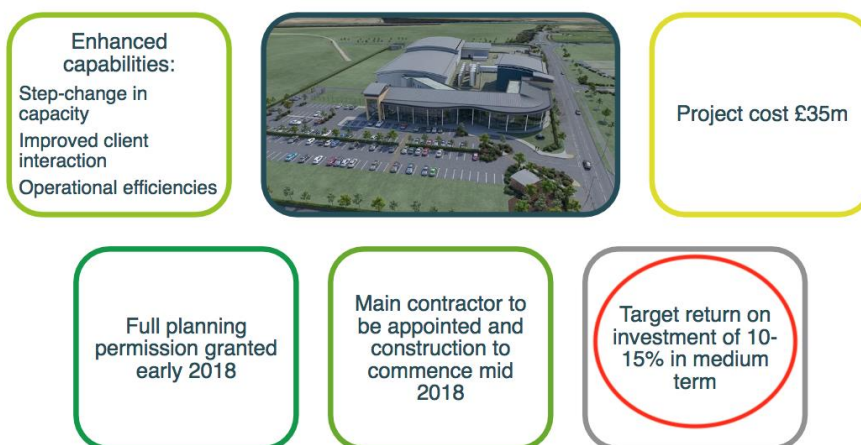 Enhanced
capabilities:
Step-change in
capacity
Improved client
interaction
Operational efficiencies
Project cost £35m
Full planning
permission granted
early 2018
Main contractor to
be appointed and
construction to
commence mid
2018
Target return on
investment of 10-
15% in medium
term